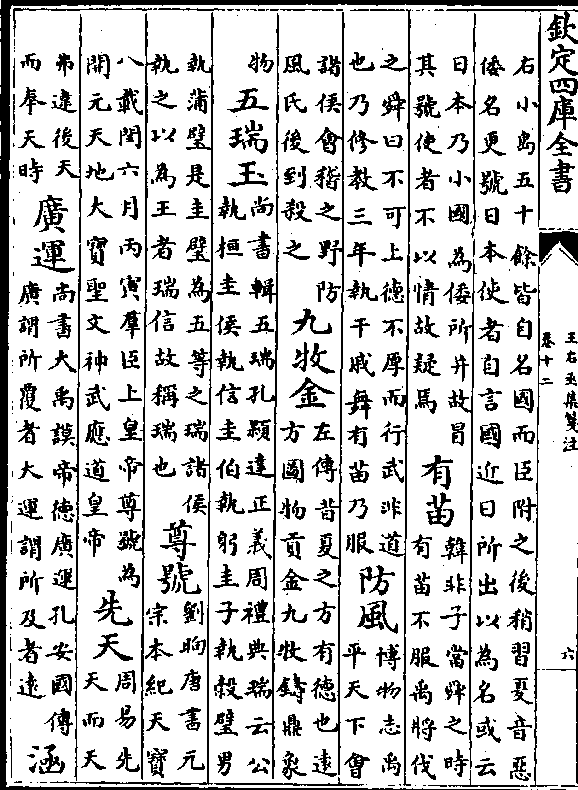 欽定四庫全書
王右丞集箋注
卷十二
六
右小島五十餘皆自名國而臣附之後稍習夏音惡
倭名更號日本使者自言國近日所出以為名或云
日本乃小國為倭所并故冒
其號使者不以情故疑焉
有苗
韓非子當舜之時
有苗不服禹將伐
之舜曰不可上德不厚而行武非道
也乃修教三年執干戚舞有苗乃服
防風
博物志禹
平天下會
諸侯會稽之野防
風氏後到殺之
九牧金
左傳昔夏之方有德也遠
方圖物貢金九牧鑄鼎象
物
五瑞玉
尚書輯五瑞孔穎達正義周禮典瑞云公
執桓圭侯執信圭伯執躬圭子執穀璧男
執蒲璧是圭璧為五等之瑞諸侯
執之以為王者瑞信故稱瑞也
尊號
劉昫唐書元
宗本紀天寶
八載閏六月丙寅羣臣上皇帝尊號為
開元天地大寶聖文神武應道皇帝
先天
周易先
天而天
弗違後天
而奉天時
廣運
尚書大禹謨帝德廣運孔安國傳
廣謂所覆者大運謂所及者遠
涵